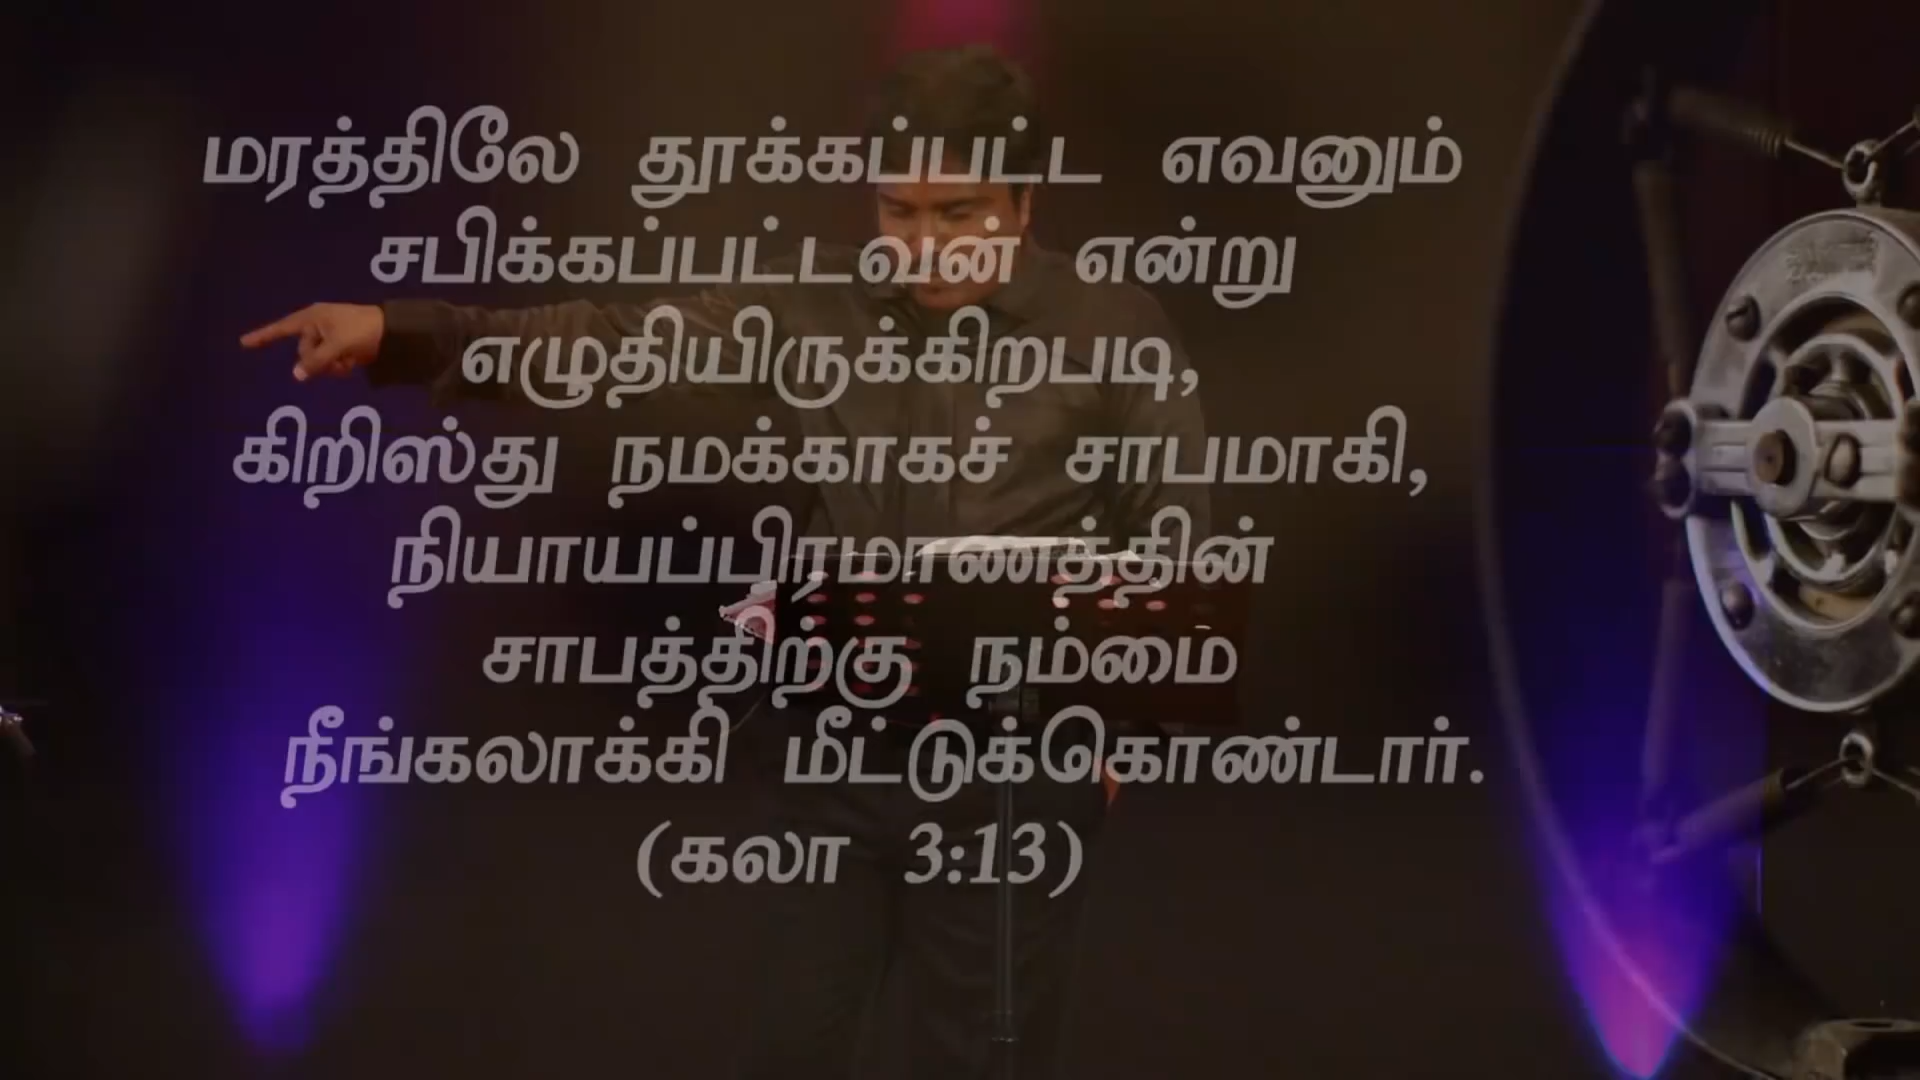 மரத்திலே தூக்கப்பட்ட எவனும்
சபிக்கப்பட்டவன் என்று
எழுதியிருக்கிறபடி,
கிறிஸ்து நமக்காகச் சாபமாகி,
நியாயப்பிரமாணத்தின்
சாபத்திற்கு நம்மை
நீங்கலாக்கி மீட்டுக்கொண்டார்.
(கலா 3:13)